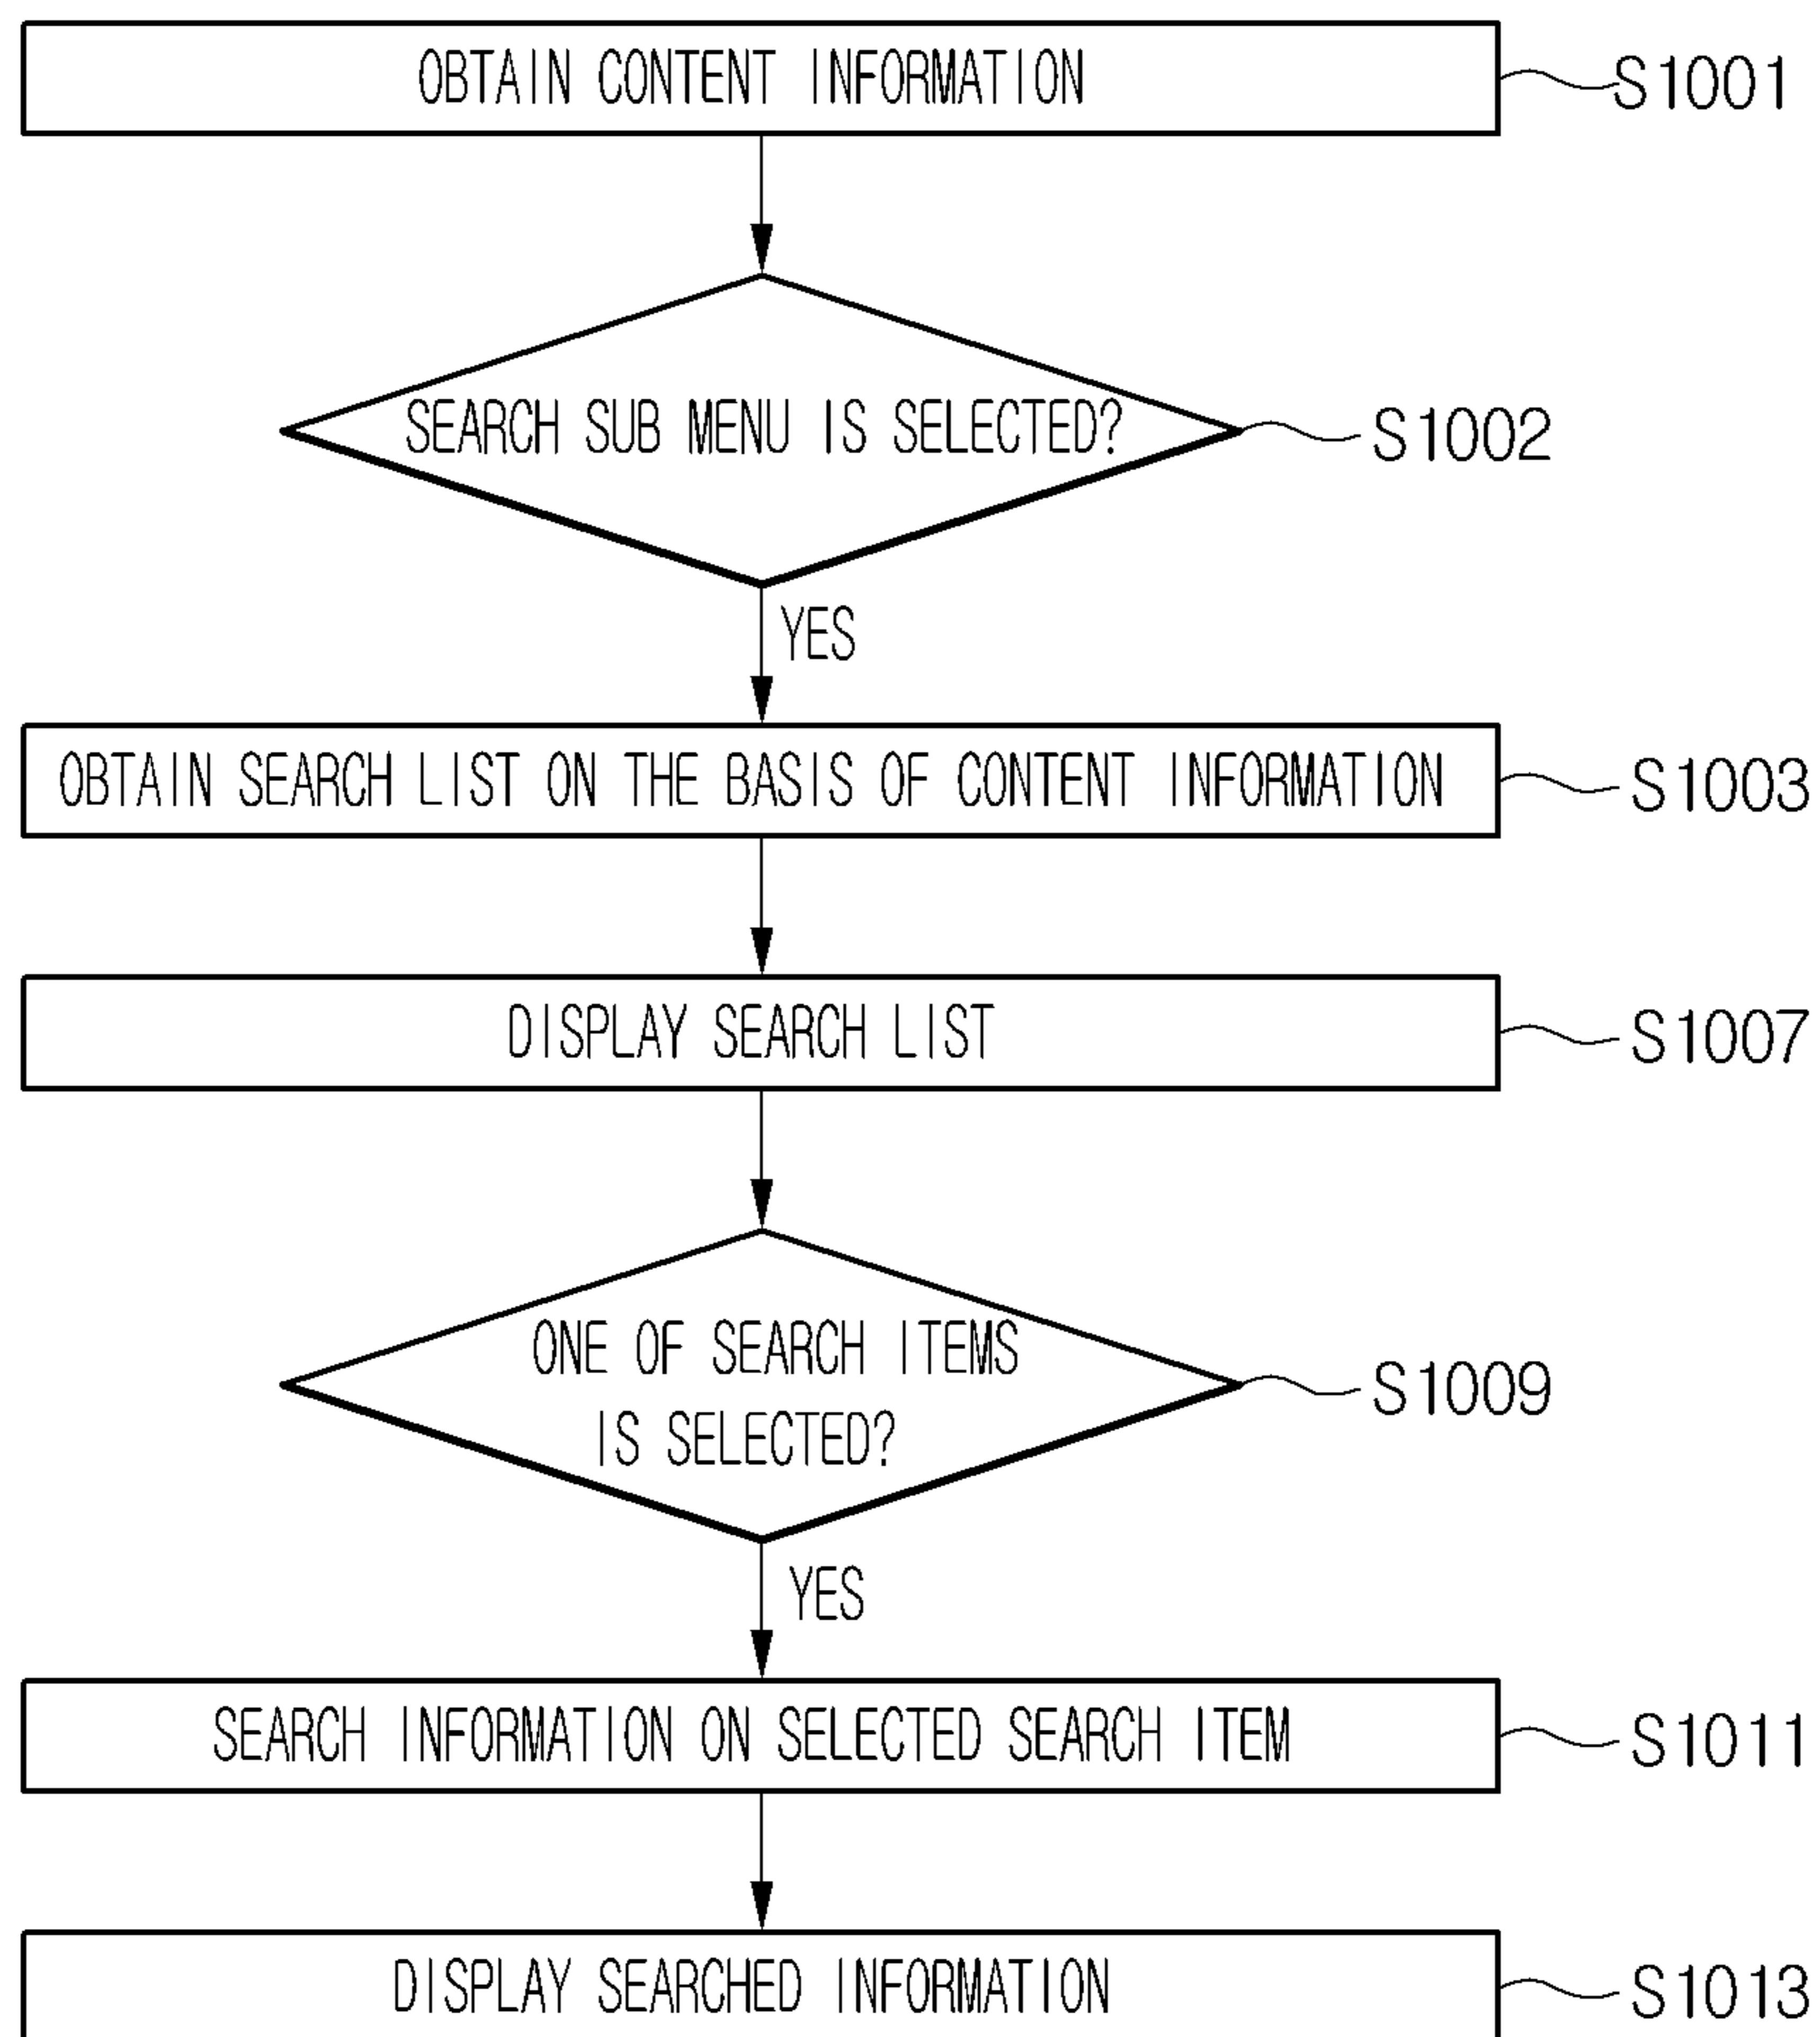 OBTAIN CONTENT INFORMATION
S1001
SEARCH SUB MENU IS SELECTED?
S1002
YES
OBTAIN SEARCH LIST ON THE BASIS OF CONTENT INFORMATION
S1003
DISPLAY SEARCH LIST
S1007
ONE OF SEARCH ITEMS
IS SELECTED?
S1009
YES
SEARCH INFORMATION ON SELECTED SEARCH ITEM
S1011
DISPLAY SEARCHED INFORMATION
S1013